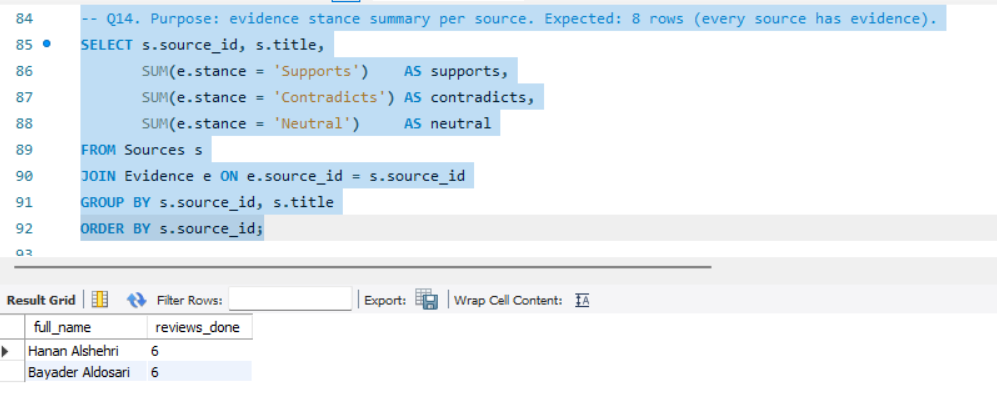 84 -- Q14. Purpose: evidence stance summary per source. Expected: 8 rows (every source has evidence).
85 SELECT s.source_id, s.title,
86 SUM(e.stance = 'Supports') AS supports,
87 SUM(e.stance = 'Contradicts') AS contradicts,
88 SUM(e.stance = 'Neutral') AS neutral
89 FROM Sources s
90 JOIN Evidence e ON e.source_id = s.source_id
91 GROUP BY s.source_id, s.title
92 ORDER BY s.source_id;
93
Result Grid Filter Rows: Export: Wrap Cell Content: IA
full_name reviews_done
Hanan Alshehri 6
Bayader Aldosari 6